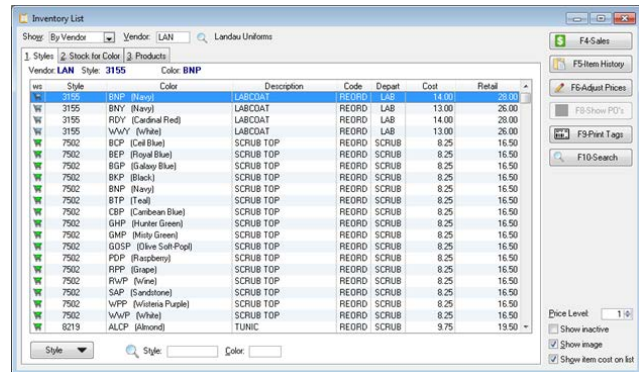 Inventory List
Show: By Vendor Vendor: LAN Landau Uniforms
1. Styles 2. Stock for Color 3. Products
Vendor: LAN Style: 3155 Color: BNP
ws Style Color Description Code Depart Cost Retail
3155 BNP (Navy) LABCOAT REORD LAB 14.00 28.00
3155 BNY (Navy) LABCOAT REORD LAB 13.00 26.00
3155 RDY (Cardinal Red) LABCOAT REORD LAB 14.00 28.00
3155 WWY (White) LABCOAT REORD LAB 13.00 26.00
7502 BCP (Ceil Blue) SCRUB TOP REORD SCRUB 8.25 16.50
7502 BEP (Royal Blue) SCRUB TOP REORD SCRUB 8.25 16.50
7502 BGP (Galaxy Blue) SCRUB TOP REORD SCRUB 8.25 16.50
7502 BKP (Black) SCRUB TOP REORD SCRUB 8.25 16.50
7502 BNP (Navy) SCRUB TOP REORD SCRUB 8.25 16.50
7502 BTP (Teal) SCRUB TOP REORD SCRUB 8.25 16.50
7502 CBP (Caribean Blue) SCRUB TOP REORD SCRUB 8.25 16.50
7502 GHP (Hunter Green) SCRUB TOP REORD SCRUB 8.25 16.50
7502 GMP (Misty Green) SCRUB TOP REORD SCRUB 8.25 16.50
7502 GOSP (Olive Soft-Popl) SCRUB TOP REORD SCRUB 8.25 16.50
7502 PDP (Raspberry) SCRUB TOP REORD SCRUB 8.25 16.50
7502 RPP (Grape) SCRUB TOP REORD SCRUB 8.25 16.50
7502 RWP (Wine) SCRUB TOP REORD SCRUB 8.25 16.50
7502 SAP (Sandstone) SCRUB TOP REORD SCRUB 8.25 16.50
7502 WPP (Wisteria Purple) SCRUB TOP REORD SCRUB 8.25 16.50
7502 WWP (White) SCRUB TOP REORD SCRUB 8.25 16.50
8219 ALCP (Almond) TUNIC REORD SCRUB 9.75 19.50
Style Style: Color:
F4-Sales
F5-Item History
F6-Adjust Prices
F8-Show PO's
F9-Print Tags
F10-Search
Price Level: 1
Show inactive
Show image
Show item cost on list